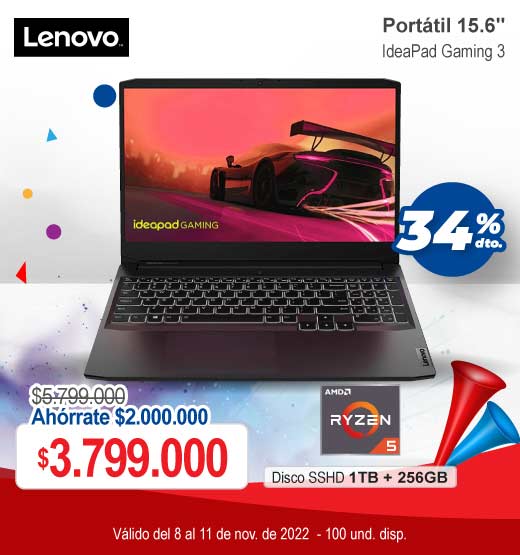 Lenovo
Portátil 15.6"
IdeaPad Gaming 3
ideapad GAMING
34% dto.
Lenovo
$5.799.000
Ahórrate $2.000.000
$3.799.000
AMD
RYZEN
5
Disco SSHD 1TB + 256GB
Válido del 8 al 11 de nov. de 2022 - 100 und. disp.